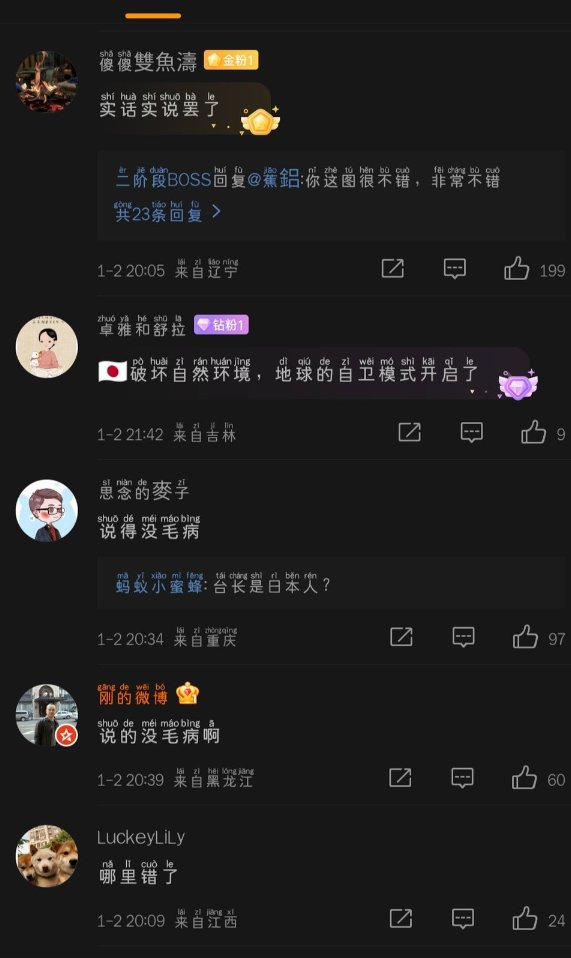 shǎ shǎ
傻傻雙魚濤 金粉1
shí huà shí shuō bà le
实话实说罢了
èr jiē duàn huí fù jiāo nǐ zhè tú hěn bú cuò fēi cháng bú cuò
二阶段BOSS回复@蕉鋁:你这图很不错，非常不错
gòng tiáo huí fù
共23条回复 >
lái zì liáo níng
1-2 20:05 来自辽宁 199
zhuó yǎ hé shū lā
卓雅和舒拉 钻粉1
pò huài zì rán huán jìng dì qiú de zì wèi mó shì kāi qǐ le
🇯🇵破坏自然环境，地球的自卫模式开启了
lái zì jí lín
1-2 21:42 来自吉林 9
sī niàn de zǐ
思念的麥子
shuō dé méi máo bìng
说得没毛病
mǎ yǐ xiǎo mì fēng tái cháng shì rì běn rén
蚂蚁小蜜蜂: 台长是日本人？
lái zì zhòng qìng
1-2 20:34 来自重庆 97
gāng de wēi bó
刚的微博
shuō de méi máo bìng ā
说的没毛病啊
lái zì hēi lóng jiāng
1-2 20:39 来自黑龙江 60
LuckeyLiLy
nǎ lǐ cuò le
哪里错了
lái zì jiāng xī
1-2 20:09 来自江西 24